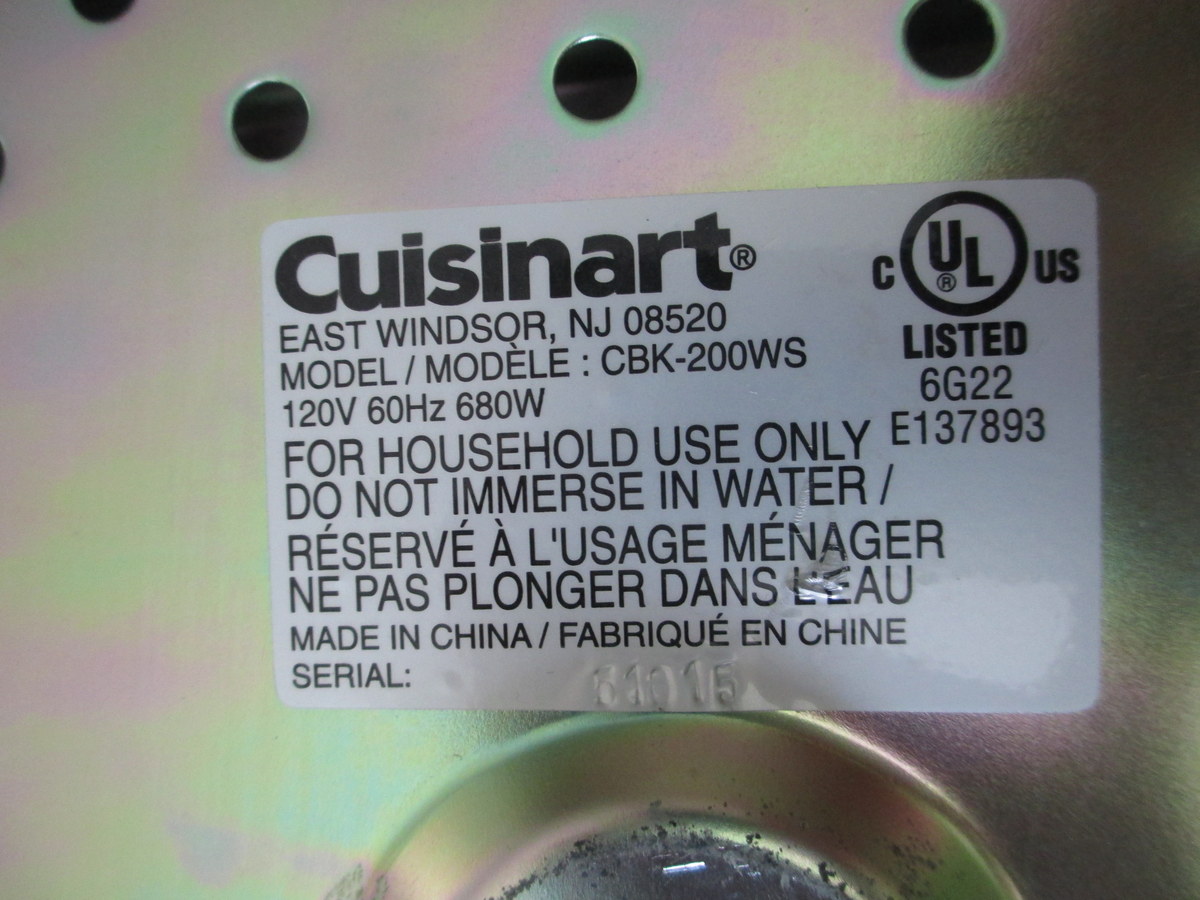 Cuisinart®
EAST WINDSOR, NJ 08520
MODEL / MODÈLE : CBK-200WS
120V 60Hz 680W
FOR HOUSEHOLD USE ONLY
DO NOT IMMERSE IN WATER /
RÉSERVÉ À L'USAGE MÉNAGER
NE PAS PLONGER DANS L'EAU
MADE IN CHINA / FABRIQUÉ EN CHINE
SERIAL:
C UL® US
LISTED
6G22
E137893